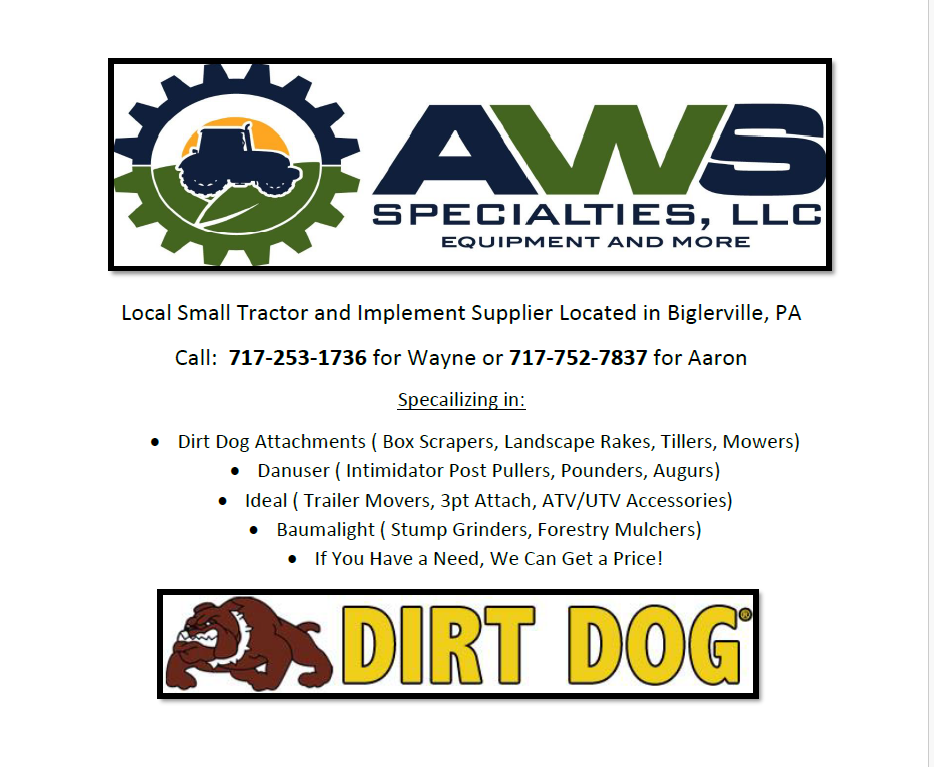 AWS
SPECIALTIES, LLC
EQUIPMENT AND MORE
Local Small Tractor and Implement Supplier Located in Biglerville, PA
Call: 717-253-1736 for Wayne or 717-752-7837 for Aaron
Specailizing in:
• Dirt Dog Attachments ( Box Scrapers, Landscape Rakes, Tillers, Mowers)
• Danuser ( Intimidator Post Pullers, Pounders, Augurs)
• Ideal ( Trailer Movers, 3pt Attach, ATV/UTV Accessories)
• Baumalight ( Stump Grinders, Forestry Mulchers)
• If You Have a Need, We Can Get a Price!
DIRT DOG®